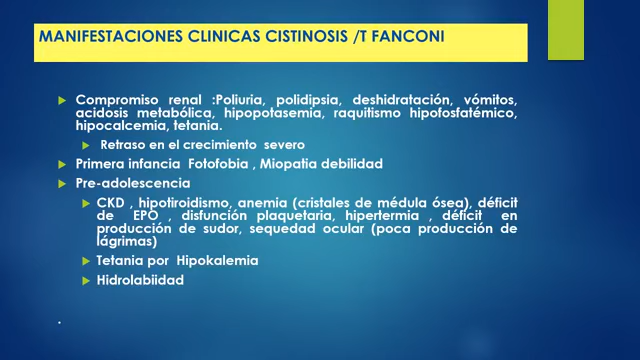 MANIFESTACIONES CLINICAS CISTINOSIS /T FANCONI
Compromiso renal :Poliuria, polidipsia, deshidratación, vómitos,
acidosis metabólica, hipopotasemia, raquitismo hipofosfatémico,
hipocalcemia, tetania.
Retraso en el crecimiento severo
Primera infancia Fotofobia , Miopatia debilidad
Pre-adolescencia
CKD , hipotiroidismo, anemia (cristales de médula ósea), déficit
de EPO , disfunción plaquetaria, hipertermia , déficit en
producción de sudor, sequedad ocular (poca producción de
lágrimas)
Tetania por Hipokalemia
Hidrolabiidad
.